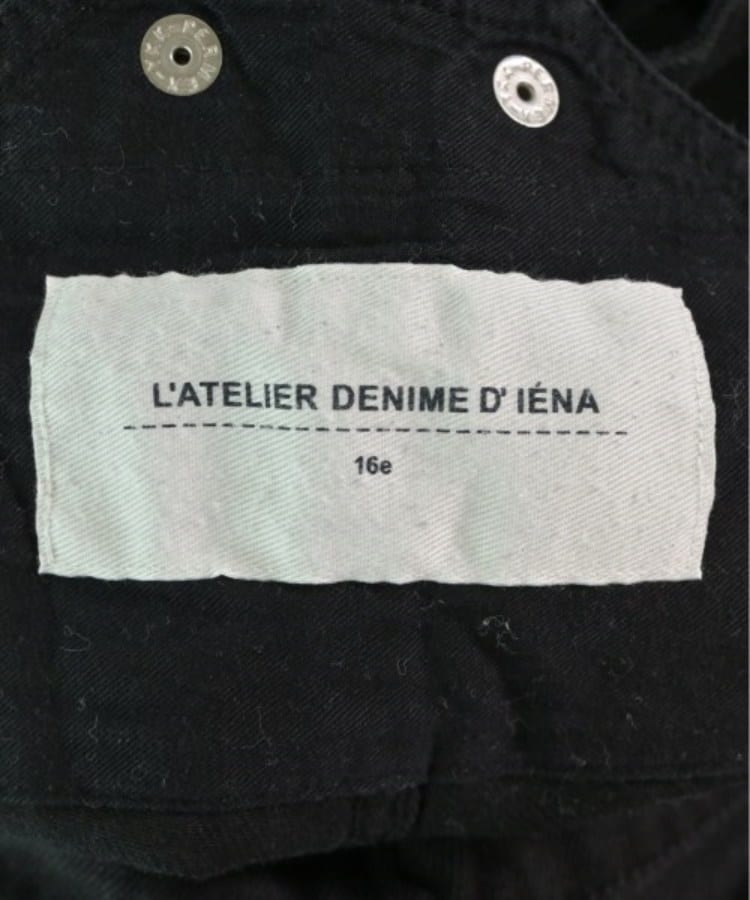 L'ATELIER DENIME D' IÉNA
16e